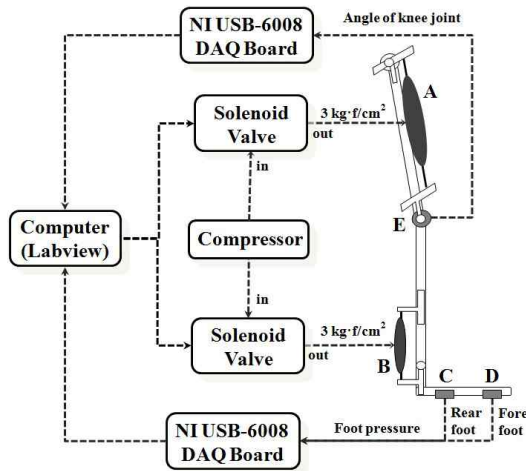 NI USB-6008
DAQ Board
Angle of knee joint
A
Solenoid
Valve
3 kg·f/cm²
out
in
E
Computer
(Labview)
Compressor
in
Solenoid
Valve
3 kg·f/cm²
out
B
C
D
NI USB-6008
DAQ Board
Foot pressure
Rear
foot
Fore
foot